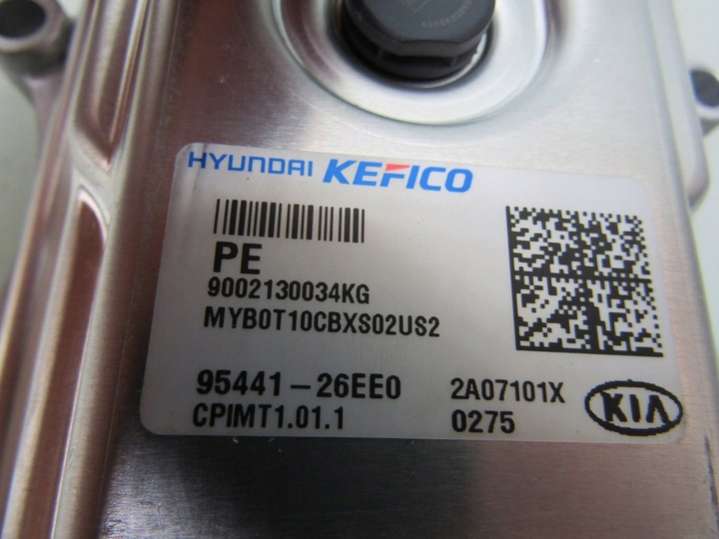 HYUNDAI KEFICO
PE
9002130034KG
MYB0T10CBXS02US2
95441-26EE0 2A07101X
CPIMT1.01.1 0275
KIA